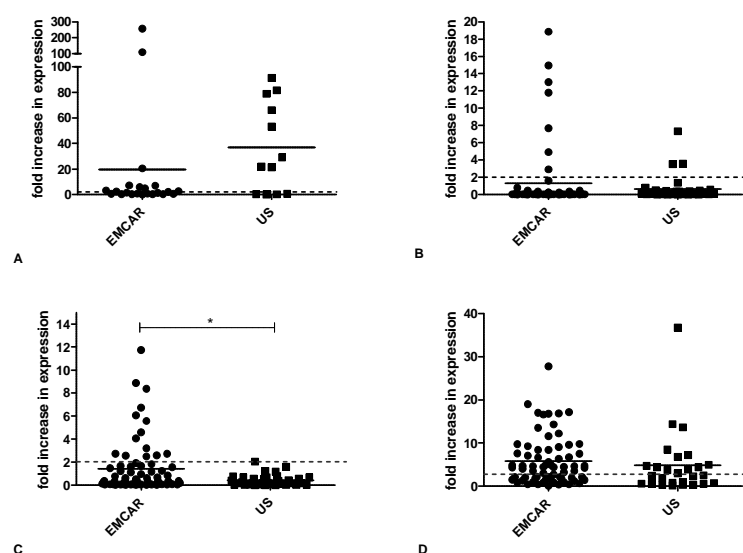 fold increase in expression
300
200
100
60
40
20
0
EMCAR
US
A
fold increase in expression
20
18
16
14
12
10
8
6
4
2
0
EMCAR
US
B
fold increase in expression
14
12
10
8
6
4
2
0
*
EMCAR
US
C
fold increase in expression
40
30
20
10
0
EMCAR
US
D